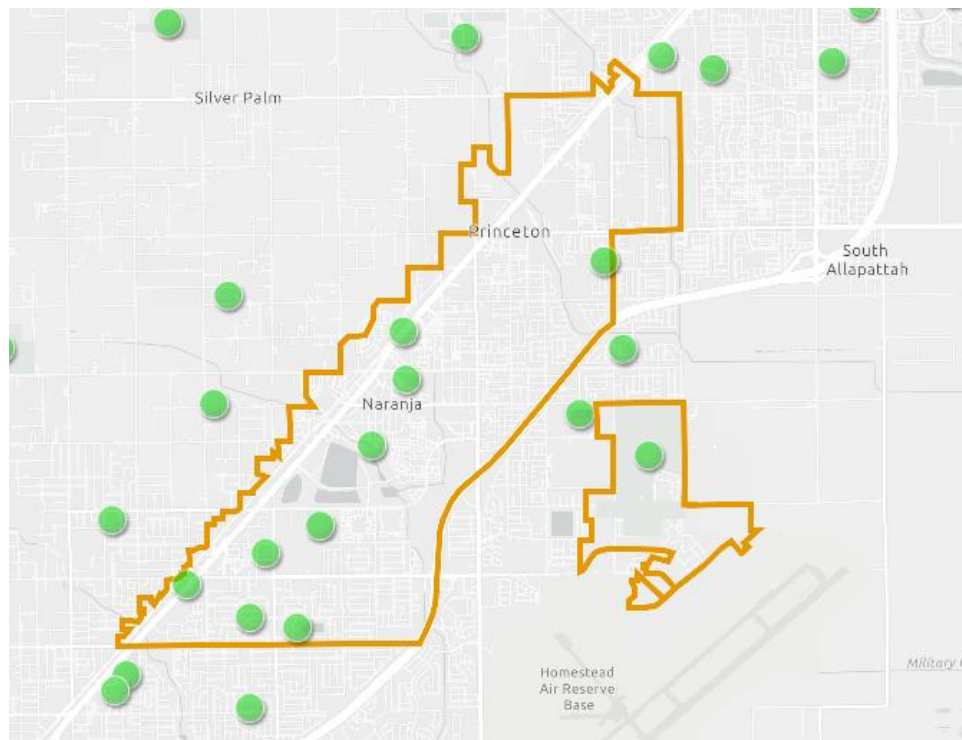 Silver Palm
Princeton
South
Allapattah
Naranja
Homestead
Air Reserve
Base
Military